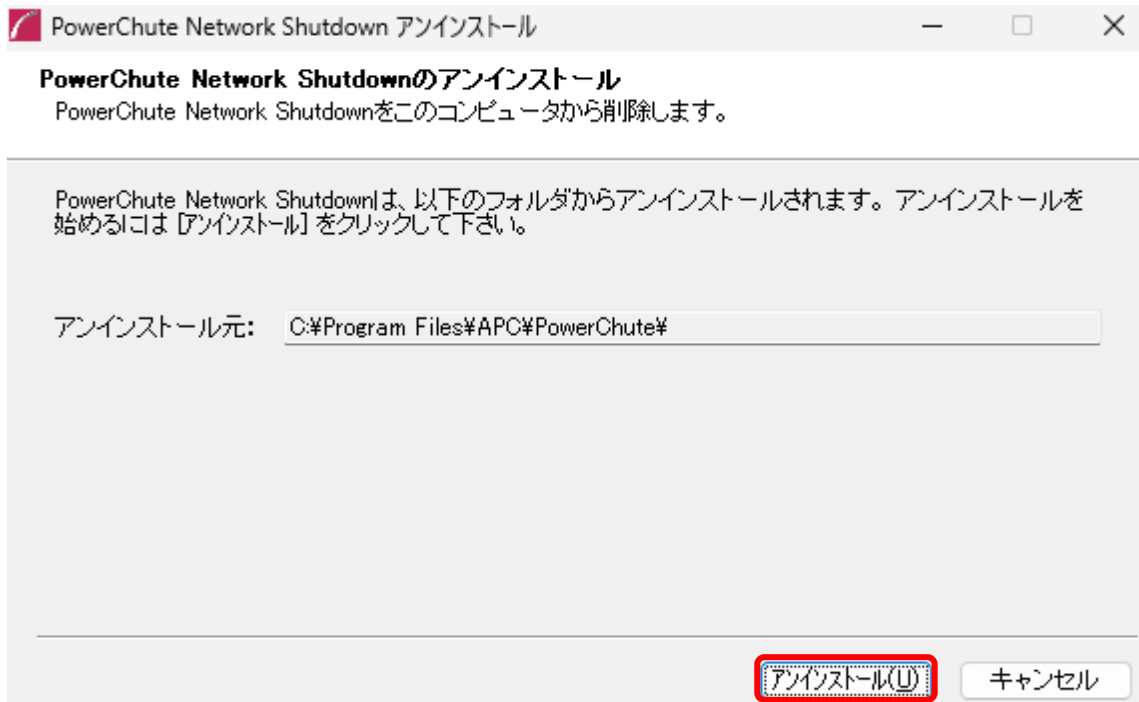 PowerChute Network Shutdown アンインストール
PowerChute Network Shutdownのアンインストール
PowerChute Network Shutdownをこのコンピュータから削除します。
PowerChute Network Shutdownは、以下のフォルダからアンインストールされます。アンインストールを
始めるには [アンインストール] をクリックして下さい。
アンインストール元: C:¥Program Files¥APC¥PowerChute¥
アンインストール(U) キャンセル